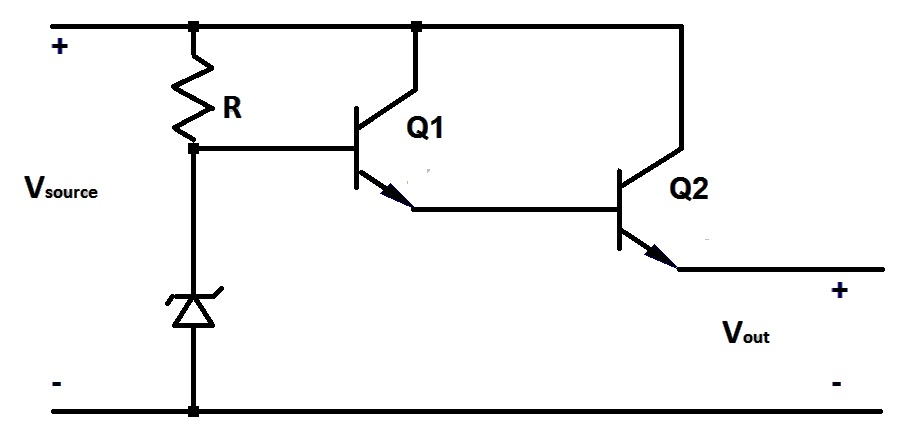 +
R
Q1
Vsource
Q2
+
Vout
-
-